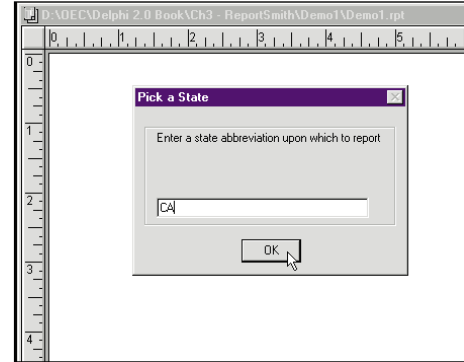 D:\OEC\Delphi 2.0 Book\Ch3 - ReportSmith\Demo1\Demo1.rpt
0 1 2 3 4 5
0
Pick a State
1
Enter a state abbreviation upon which to report
2
CA
OK
3
4